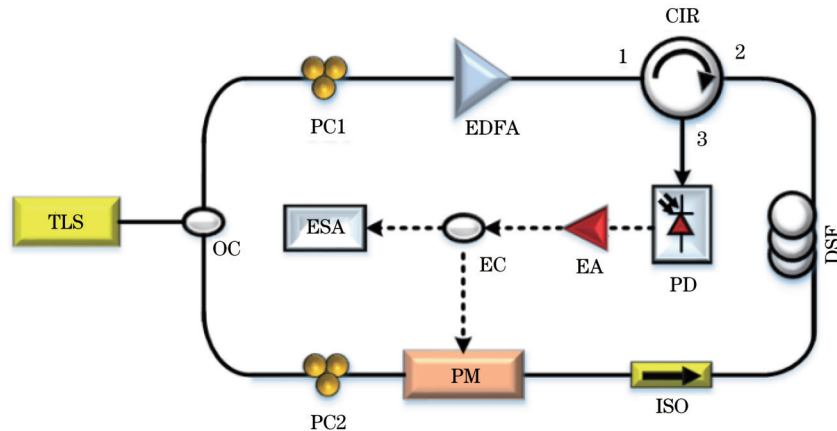 CIR
1
2
PC1
EDFA
3
TLS
ESA
OC
EC
EA
PD
DSF
PM
PC2
ISO